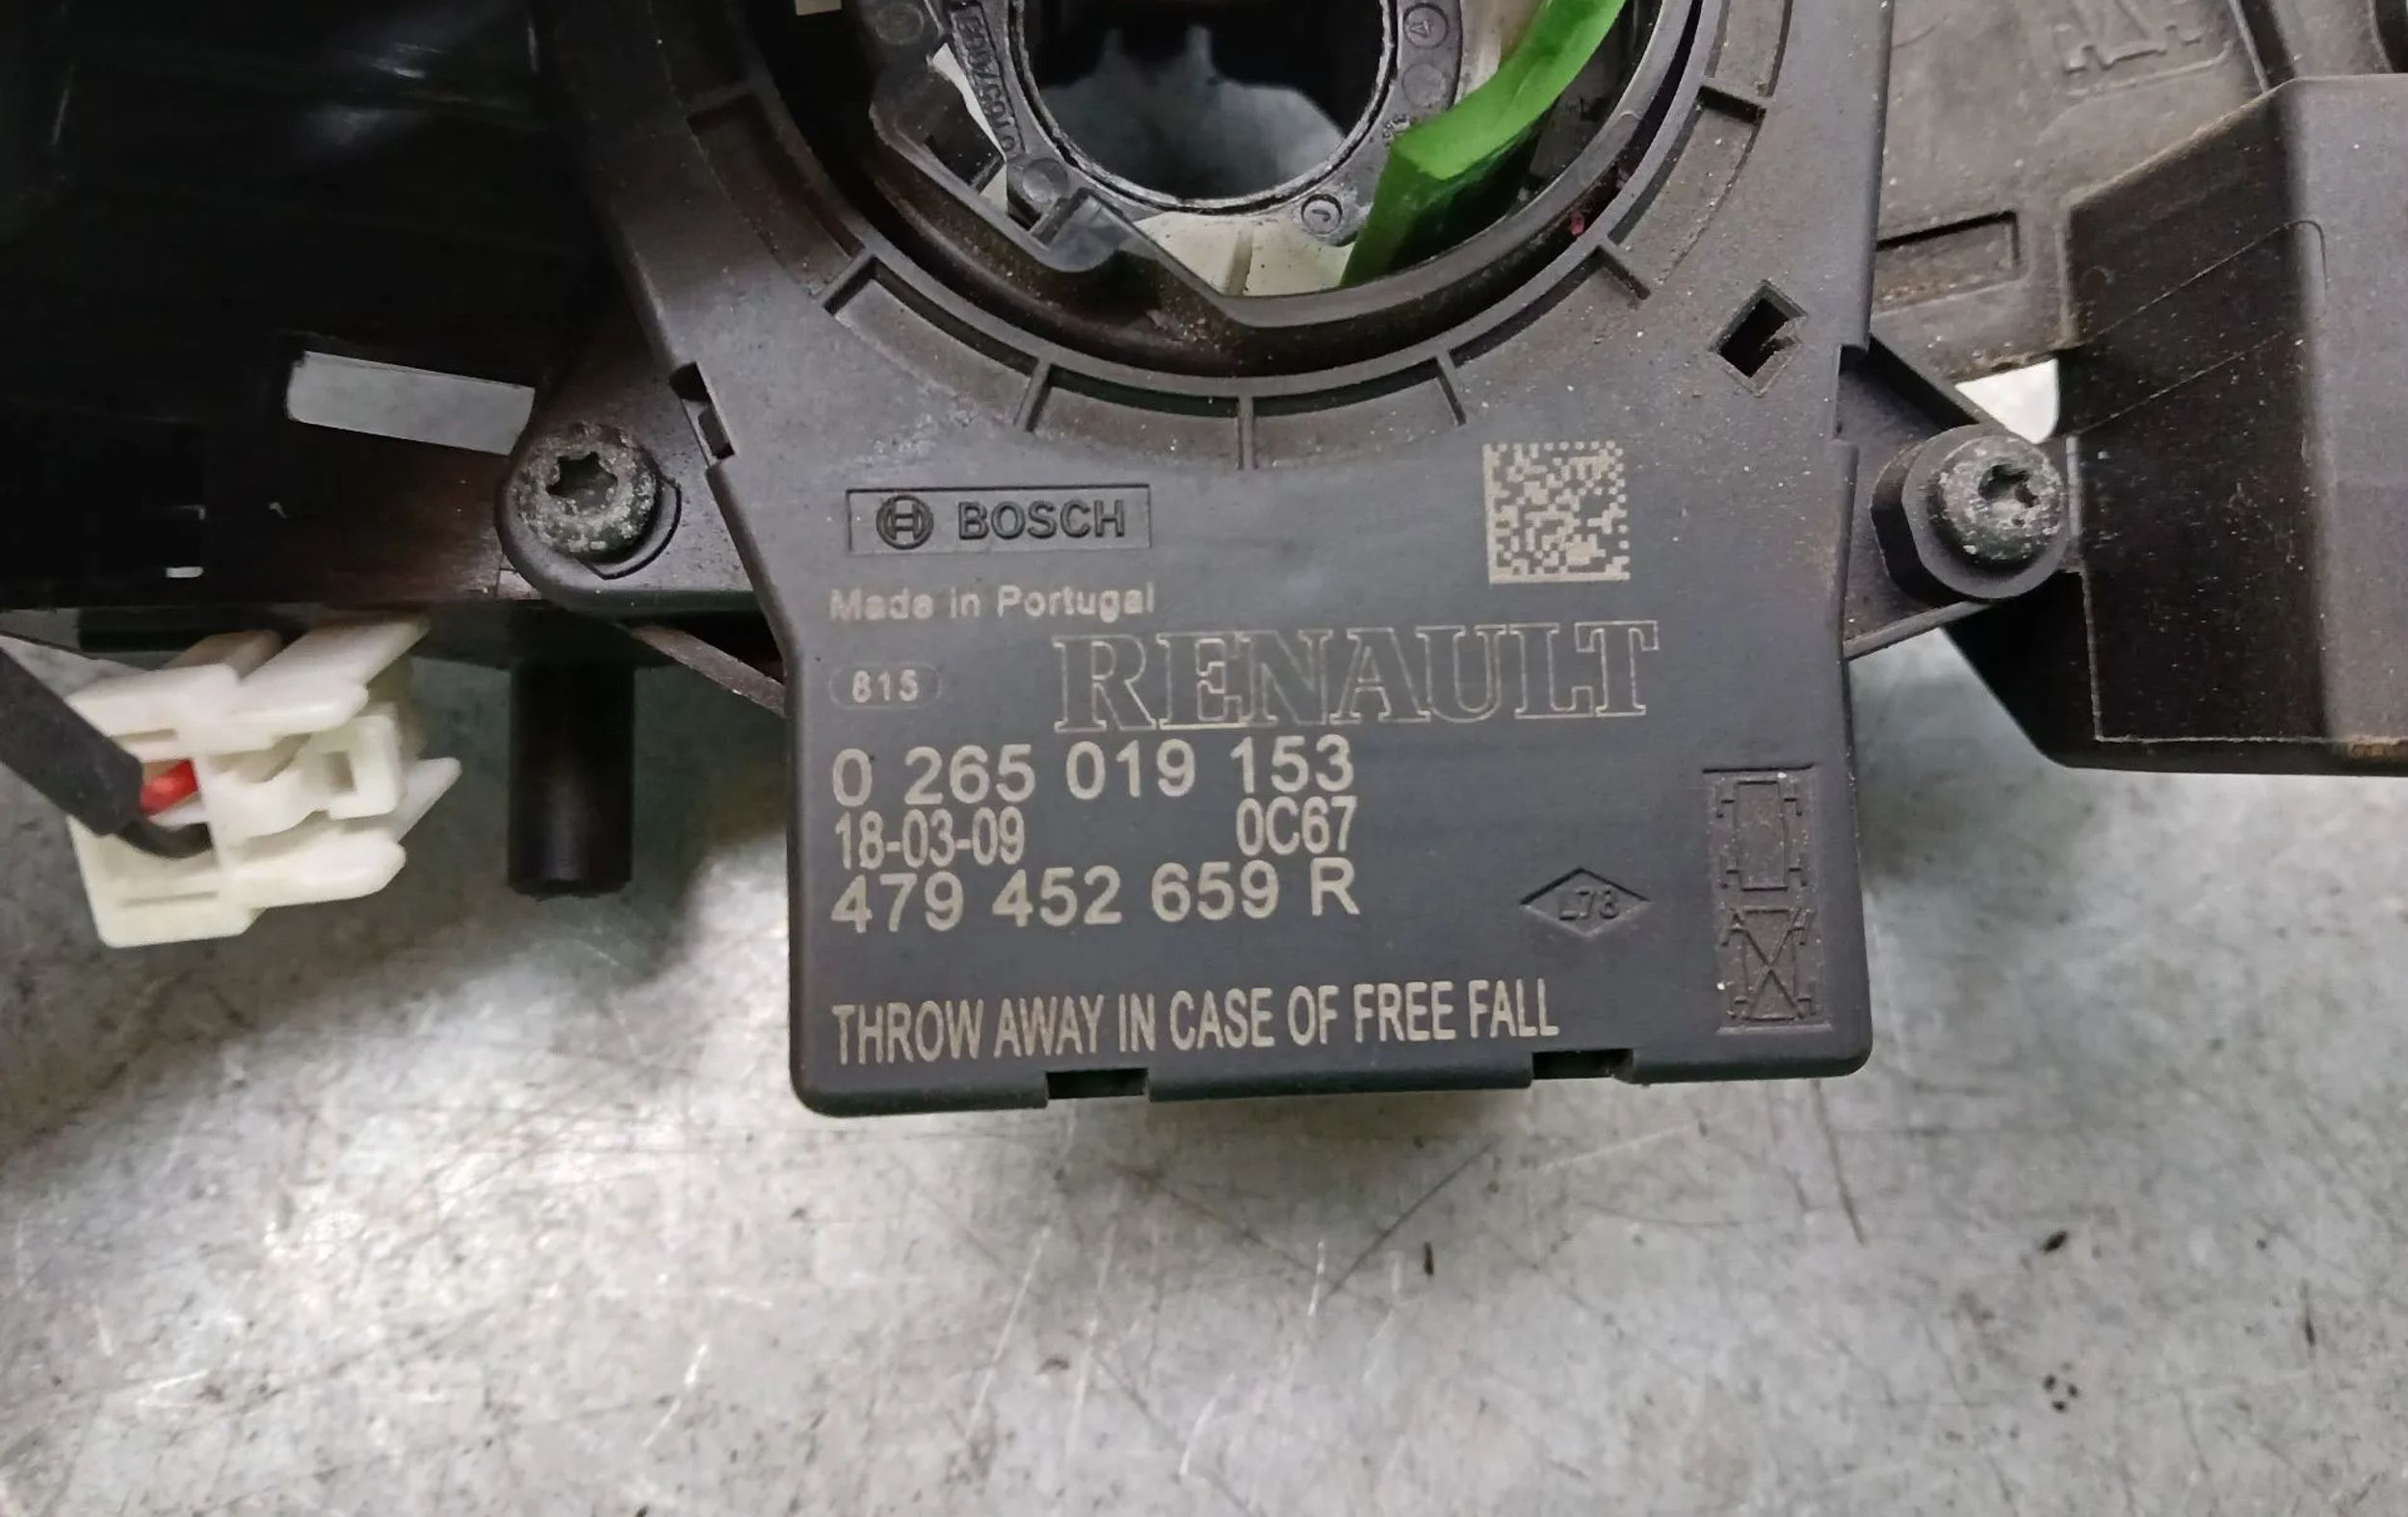 BOSCH
Made in Portugal
815
RENAULT
0 265 019 153
18-03-09 0C67
479 452 659 R
L78
THROW AWAY IN CASE OF FREE FALL